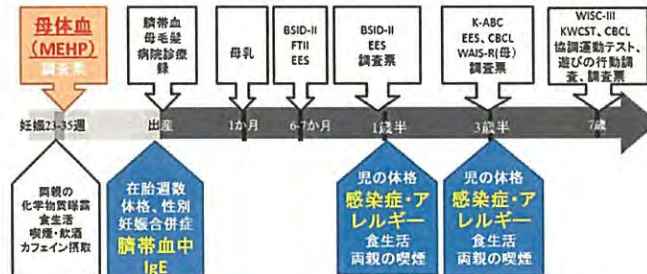 母体血
(MEHP)
調査票
臍帯血
母毛髪
病院診療
録
母乳
BSID-II
FTII
EES
BSID-II
EES
調査票
K-ABC
EES、CBCL
WAIS-R(母)
調査票
WISC-III
KWCST、CBCL
協調運動テスト、
遊びの行動調
査、調査票
妊娠23-35週
出産
1か月
6-7か月
1歳半
3歳半
7歳
両親の
化学物質曝露
食生活
喫煙・飲酒
カフェイン摂取
在胎週数
体格、性別
妊娠合併症
臍帯血中
IgE
児の体格
感染症・ア
レルギー
食生活
両親の喫煙
児の体格
感染症・ア
レルギー
食生活
両親の喫煙